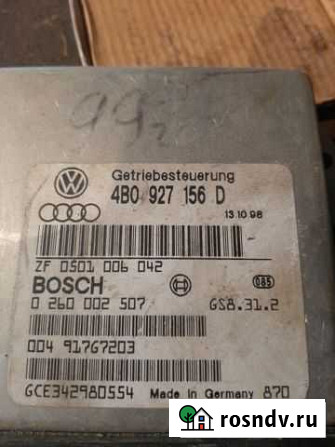 99
Getriebesteuerung
4B0 927 156 D
13.10.98
ZF 0501 006 042
BOSCH
085
0 260 002 507
GS8.31.2
004 91767203
GCE342980554 Made in Germany 870
rosndv.ru